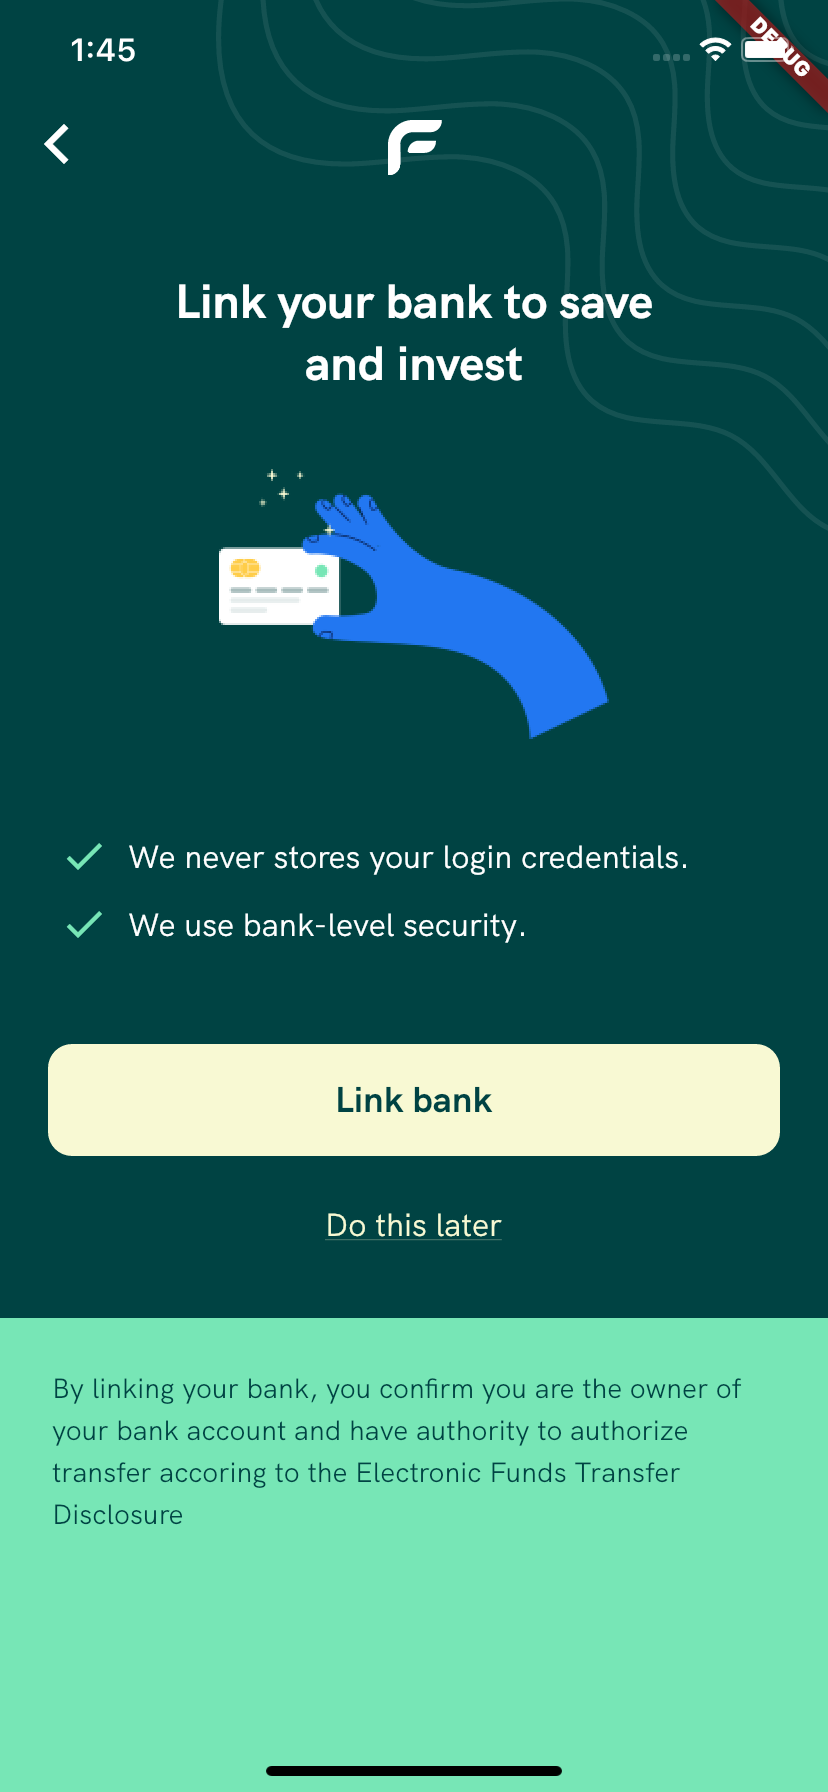 1:45
DEBUG
Link your bank to save
and invest
We never stores your login credentials.
We use bank-level security.
Link bank
Do this later
By linking your bank, you confirm you are the owner of
your bank account and have authority to authorize
transfer accoring to the Electronic Funds Transfer
Disclosure